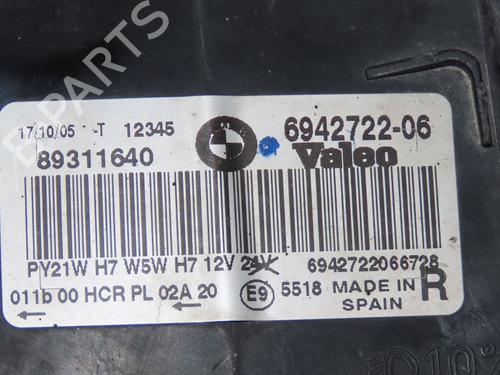 B-PARTS
17/10/05 -T 12345
6942722-06
89311640
Valeo
PY21W H7 W5W H7 12V 24V
6942722066728
011b 00 HCR PL 02A 20
E9 5518 MADE IN SPAIN
R
10%